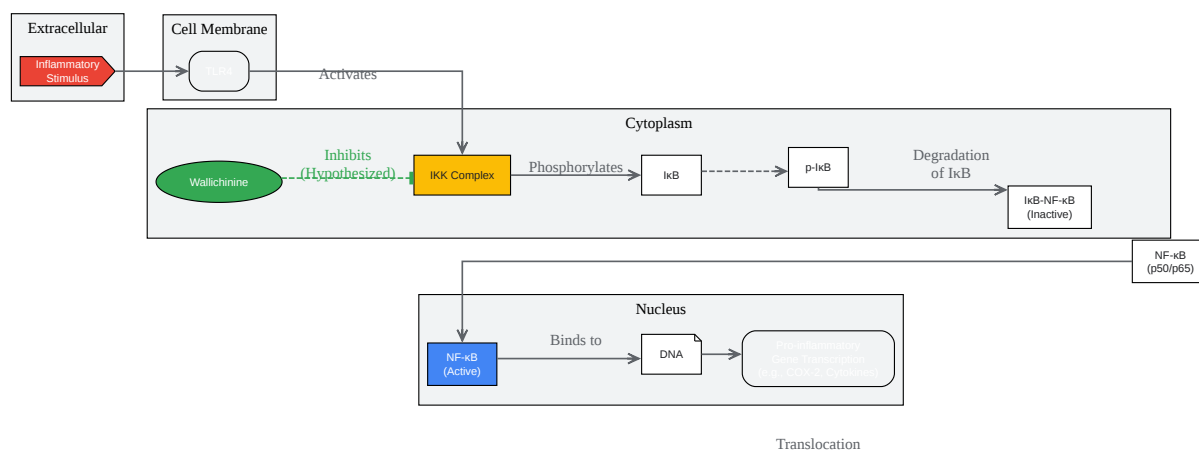 Extracellular
Inflammatory
Stimulus
Cell Membrane
TLR4
Activates
Cytoplasm
Wallichinine
Inhibits
(Hypothesized)
IKK Complex
Phosphorylates
IκB
p-IκB
Degradation
of IκB
IκB-NF-κB
(Inactive)
NF-κB
(p50/p65)
Nucleus
NF-κB
(Active)
Binds to
DNA
Pro-inflammatory
Gene Transcription
(e.g., COX-2, Cytokines)
Translocation